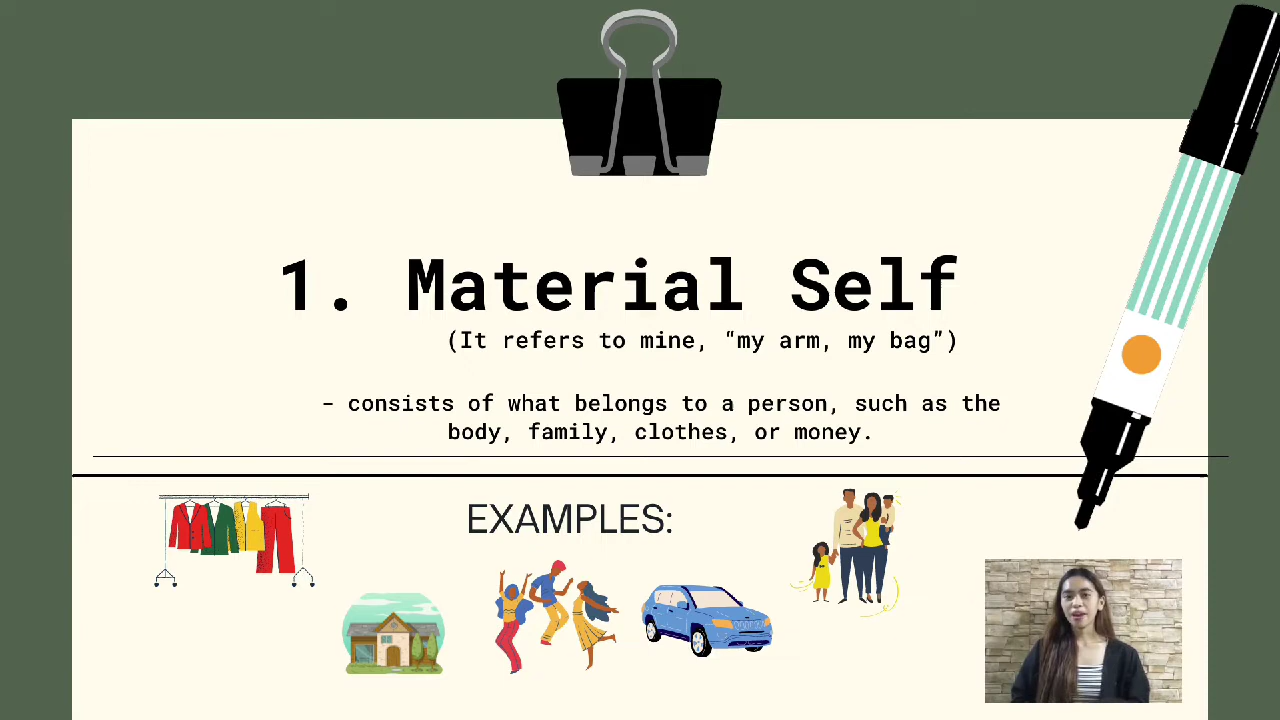 1. Material Self
(It refers to mine, “my arm, my bag”)
- consists of what belongs to a person, such as the
body, family, clothes, or money.
EXAMPLES: